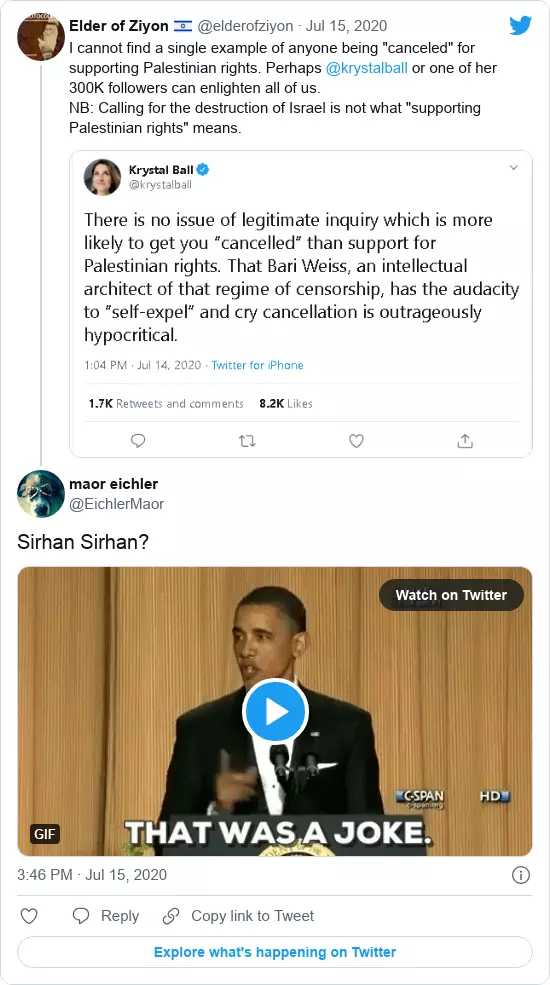 Elder of Ziyon 🇮🇱 @elderofziyon · Jul 15, 2020
I cannot find a single example of anyone being "canceled" for
supporting Palestinian rights. Perhaps @krystalball or one of her
300K followers can enlighten all of us.
NB: Calling for the destruction of Israel is not what "supporting
Palestinian rights" means.
Krystal Ball
@krystalball
There is no issue of legitimate inquiry which is more
likely to get you "cancelled" than support for
Palestinian rights. That Bari Weiss, an intellectual
architect of that regime of censorship, has the audacity
to "self-expel" and cry cancellation is outrageously
hypocritical.
1:04 PM · Jul 14, 2020 · Twitter for iPhone
1.7K Retweets and comments 8.2K Likes
maor eichler
@EichlerMaor
Sirhan Sirhan?
Watch on Twitter
C-SPAN
c-span.org
HD
GIF
THAT WAS A JOKE.
3:46 PM · Jul 15, 2020
Reply
Copy link to Tweet
Explore what's happening on Twitter